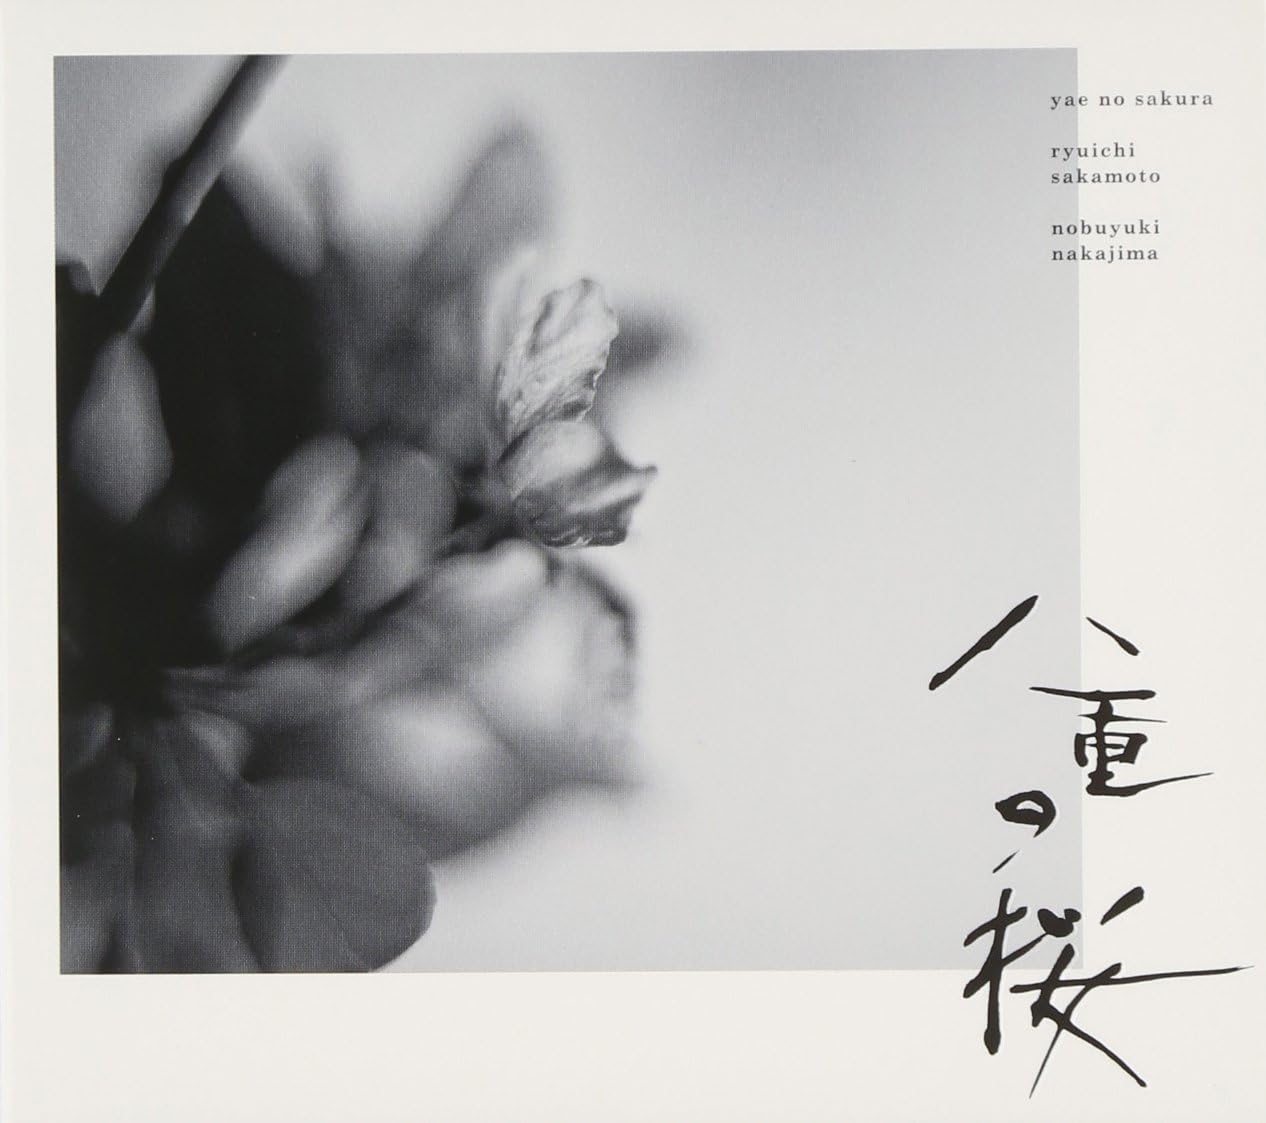 yae no sakura
ryuichi
sakamoto
nobuyuki
nakajima
八重の桜